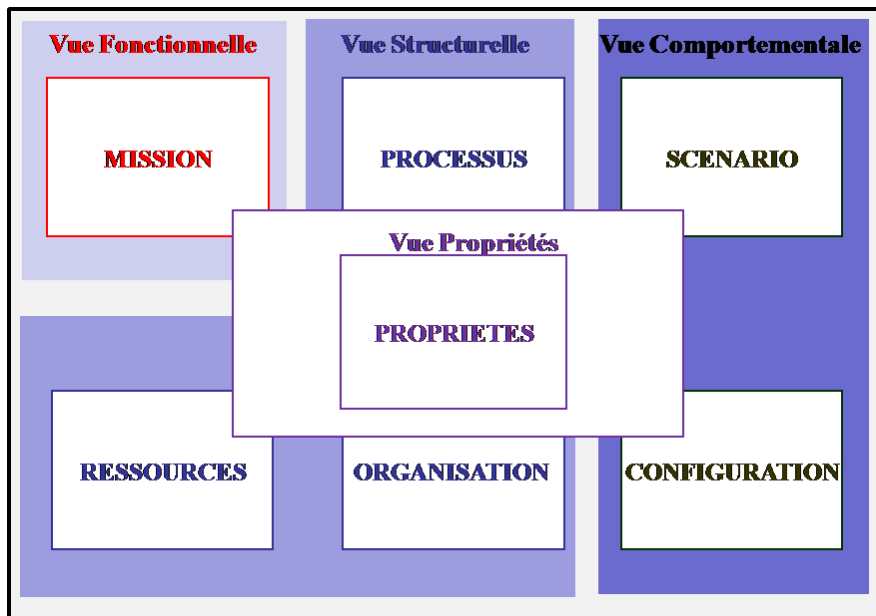 Vue Fonctionnelle
Vue Structurelle
Vue Comportementale
MISSION
PROCESSUS
SCENARIO
Vue Propriétés
PROPRIETES
RESSOURCES
ORGANISATION
CONFIGURATION